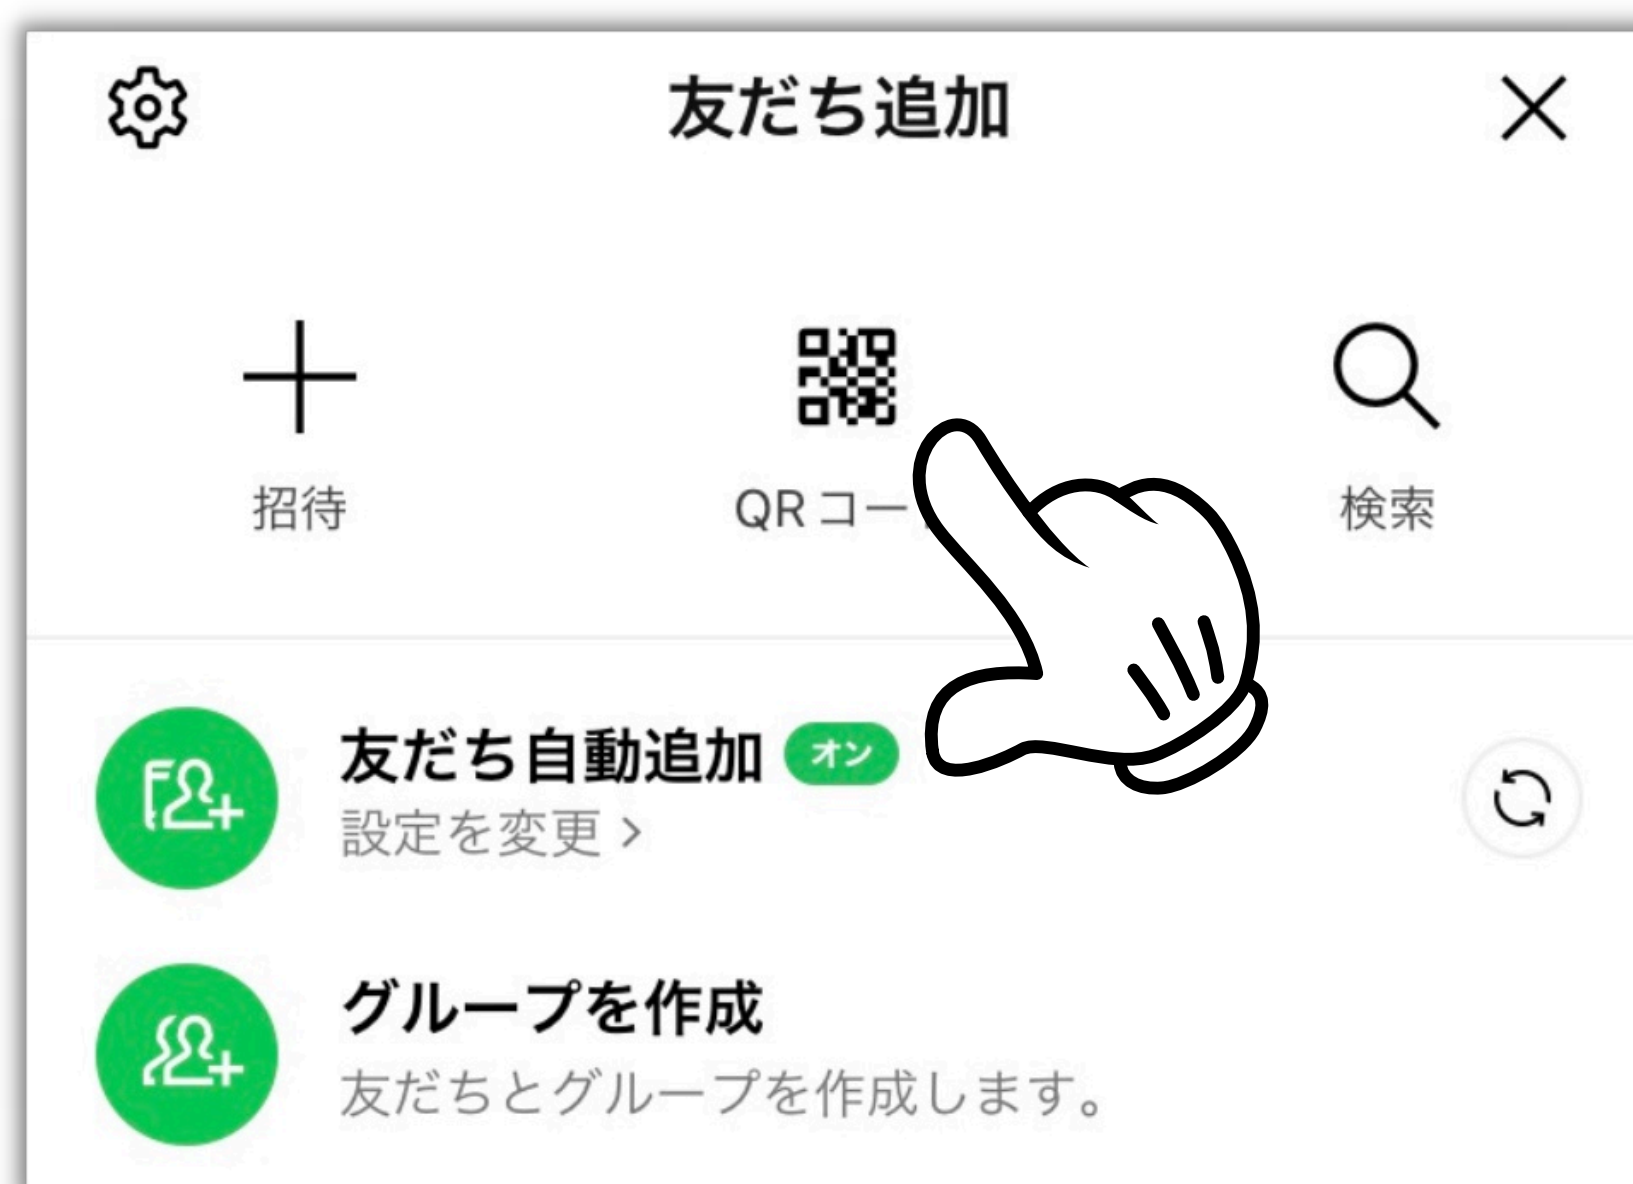 友だち追加
招待
QRコー
検索
友だち自動追加 オン
設定を変更 >
グループを作成
友だちとグループを作成します。